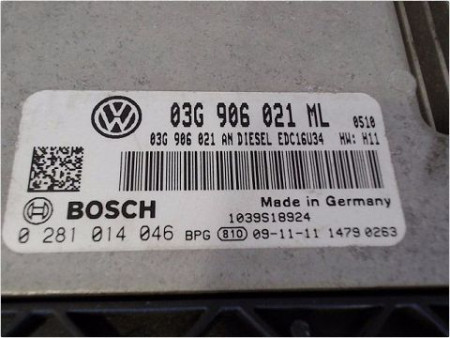 03G 906 021 ML 0510
03G 906 021 AN DIESEL EDC16U34 HW: H11
BOSCH Made in Germany
1039S18924
0 281 014 046 BPG 810 09-11-11 1479 0263